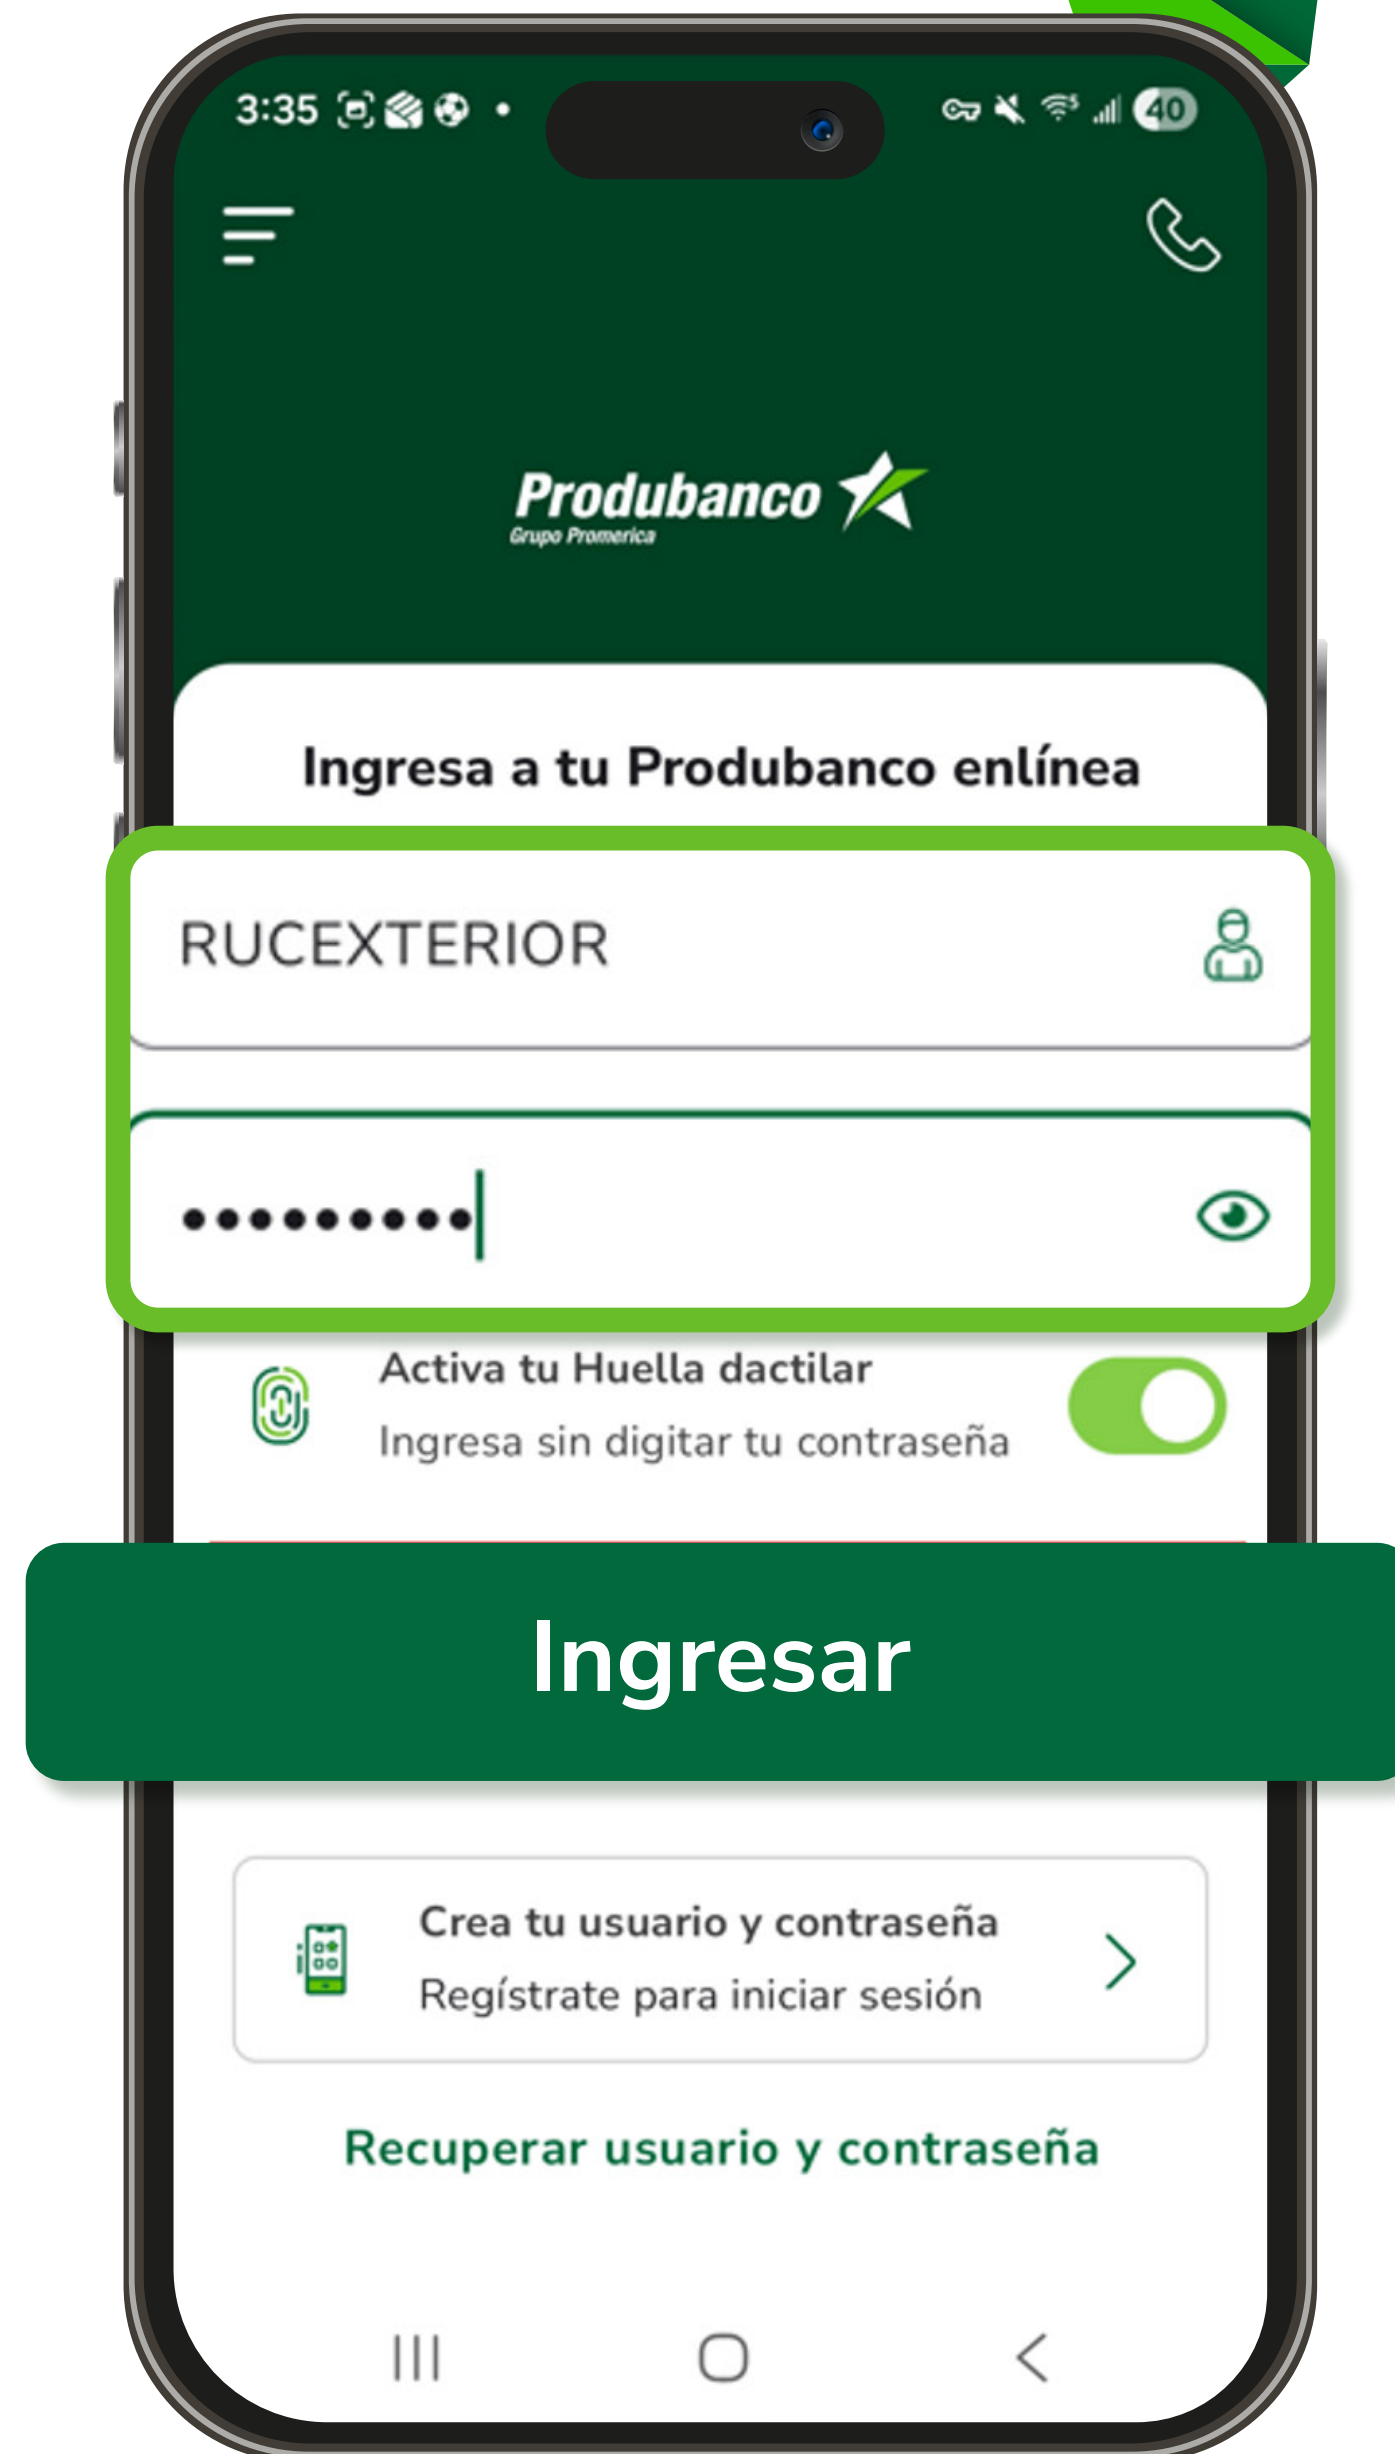 3:35
40
Produbanco
Grupo Promerica
Ingresa a tu Produbanco enlínea
RUCEXTERIOR
•••••••••
Activa tu Huella dactilar
Ingresa sin digitar tu contraseña
Ingresar
Crea tu usuario y contraseña
Regístrate para iniciar sesión
Recuperar usuario y contraseña